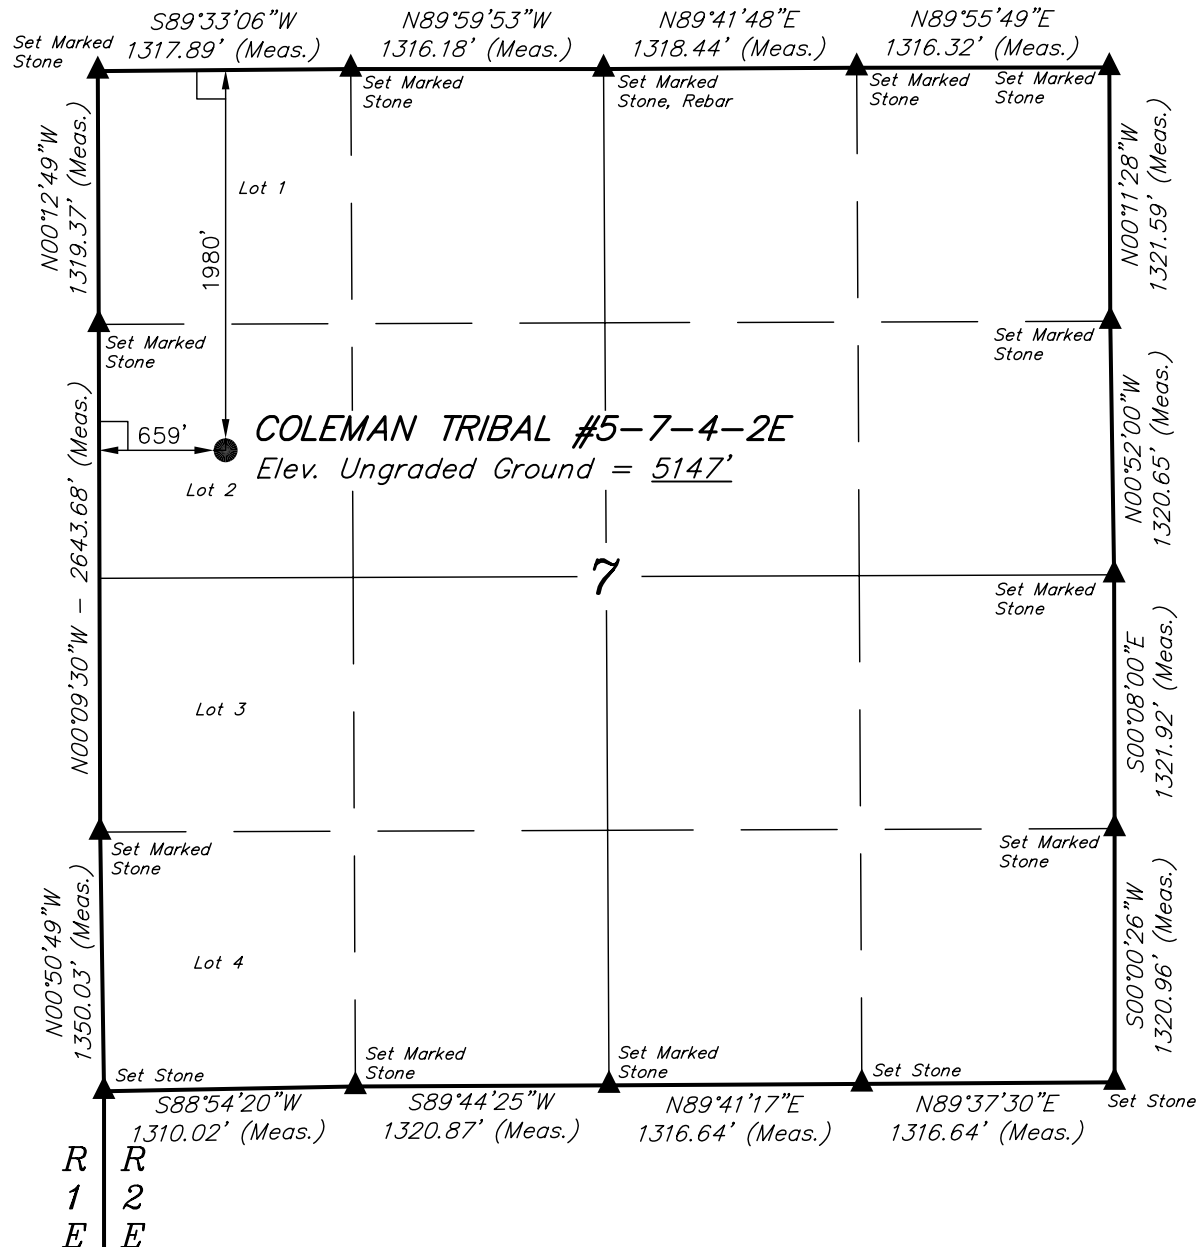 S89°33'06"W
1317.89' (Meas.)
N89°59'53"W
1316.18' (Meas.)
N89°41'48"E
1318.44' (Meas.)
N89°55'49"E
1316.32' (Meas.)
Set Marked
Stone
Set Marked
Stone
Set Marked
Stone, Rebar
Set Marked
Stone
Set Marked
Stone
N00°12'49"W
1319.37' (Meas.)
Lot 1
1980'
N00°11'28"W
1321.59' (Meas.)
Set Marked
Stone
Set Marked
Stone
659'
COLEMAN TRIBAL #5-7-4-2E
Elev. Ungraded Ground = 5147'
Lot 2
N00°09'30"W - 2643.68' (Meas.)
N00°52'00"W
1320.65' (Meas.)
7
Set Marked
Stone
Lot 3
S00°08'00"E
1321.92' (Meas.)
Set Marked
Stone
Set Marked
Stone
N00°50'49"W
1350.03' (Meas.)
Lot 4
S00°00'26"W
1320.96' (Meas.)
Set Stone
Set Marked
Stone
Set Marked
Stone
Set Stone
Set Stone
S88°54'20"W
1310.02' (Meas.)
S89°44'25"W
1320.87' (Meas.)
N89°41'17"E
1316.64' (Meas.)
N89°37'30"E
1316.64' (Meas.)
R R
1 2
E E